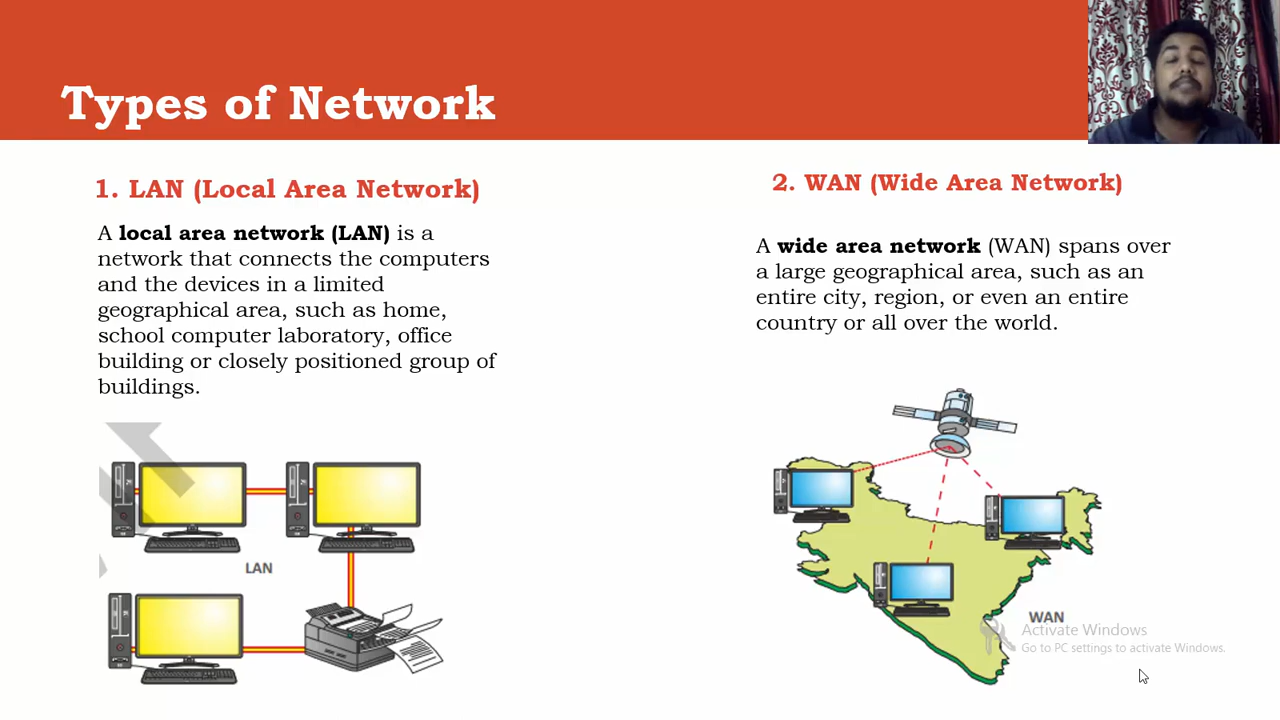 Types of Network
1. LAN (Local Area Network)
A local area network (LAN) is a
network that connects the computers
and the devices in a limited
geographical area, such as home,
school computer laboratory, office
building or closely positioned group of
buildings.
LAN
2. WAN (Wide Area Network)
A wide area network (WAN) spans over
a large geographical area, such as an
entire city, region, or even an entire
country or all over the world.
WAN
Activate Windows
Go to PC settings to activate Windows.